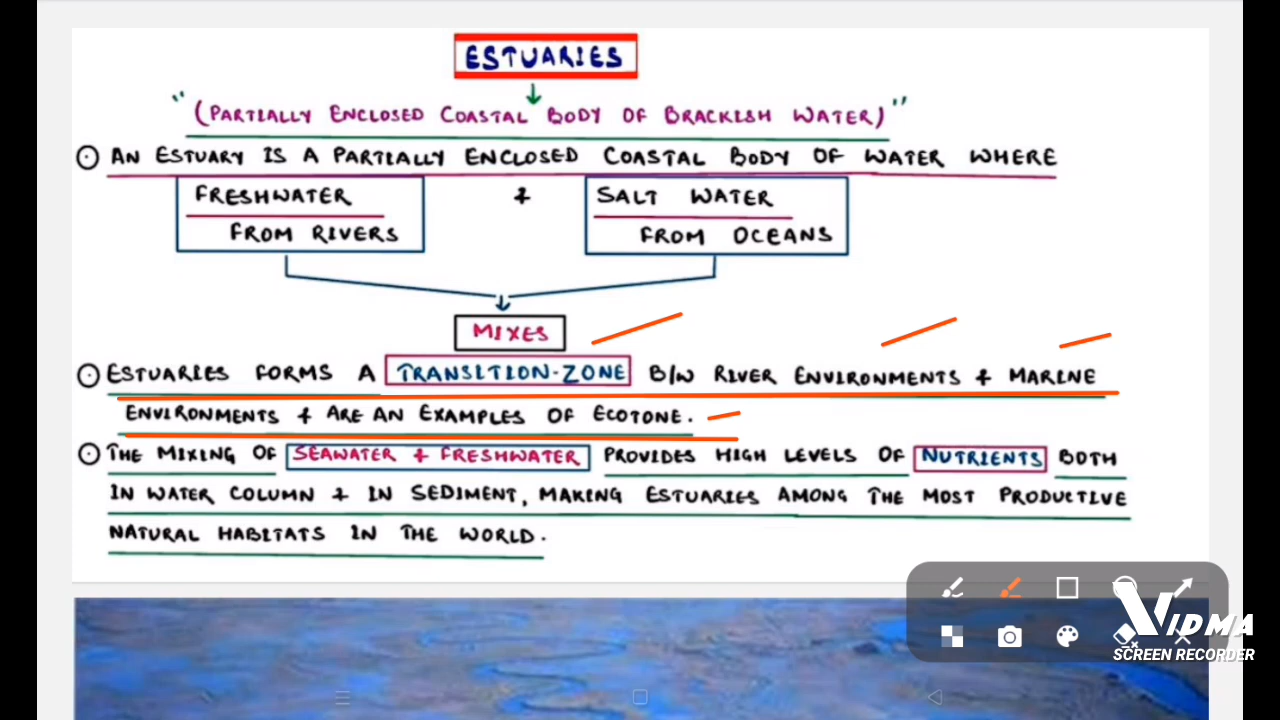 ESTUARIES
"(PARTIALLY ENCLOSED COASTAL BODY OF BRACKISH WATER)"
AN ESTUARY IS A PARTIALLY ENCLOSED COASTAL BODY OF WATER WHERE
FRESHWATER + SALT WATER
FROM RIVERS FROM OCEANS
MIXES
ESTUARIES FORMS A TRANSITION-ZONE B/W RIVER ENVIRONMENTS + MARINE
ENVIRONMENTS + ARE AN EXAMPLES OF ECOTONE.
THE MIXING OF SEAWATER + FRESHWATER PROVIDES HIGH LEVELS OF NUTRIENTS BOTH
IN WATER COLUMN + IN SEDIMENT, MAKING ESTUARIES AMONG THE MOST PRODUCTIVE
NATURAL HABITATS IN THE WORLD.
VIDMA
SCREEN RECORDER